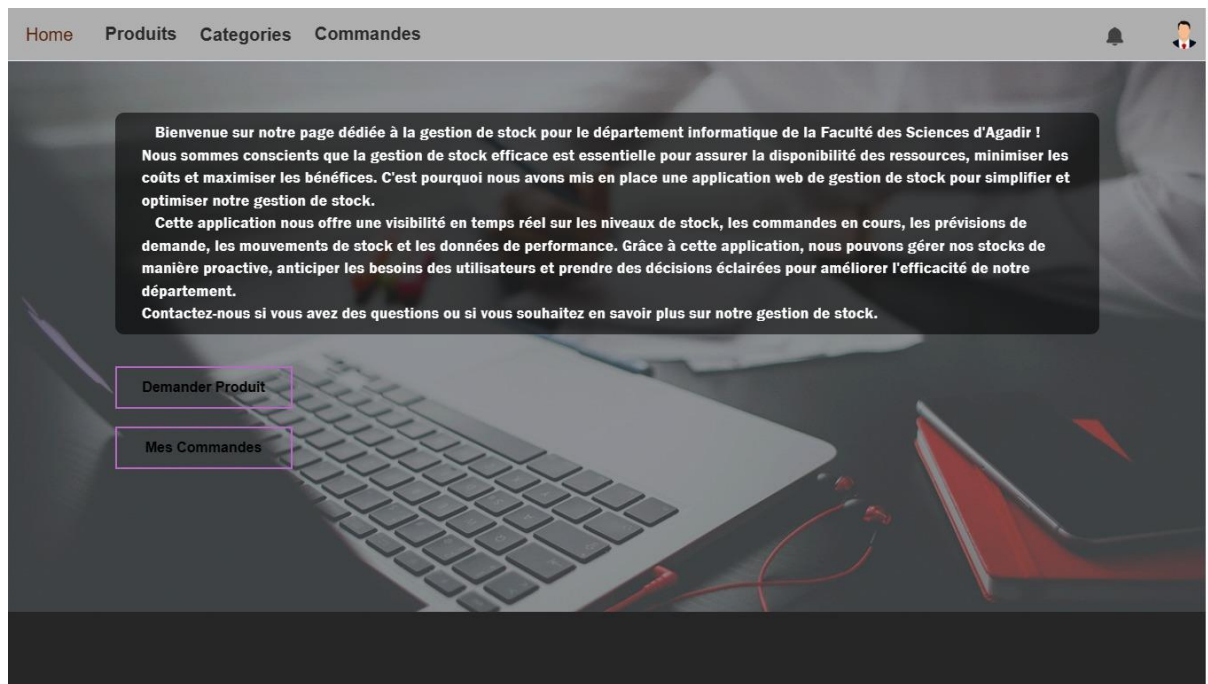 Home Produits Categories Commandes
Bienvenue sur notre page dédiée à la gestion de stock pour le département informatique de la Faculté des Sciences d'Agadir !
Nous sommes conscients que la gestion de stock efficace est essentielle pour assurer la disponibilité des ressources, minimiser les
coûts et maximiser les bénéfices. C'est pourquoi nous avons mis en place une application web de gestion de stock pour simplifier et
optimiser notre gestion de stock.
Cette application nous offre une visibilité en temps réel sur les niveaux de stock, les commandes en cours, les prévisions de
demande, les mouvements de stock et les données de performance. Grâce à cette application, nous pouvons gérer nos stocks de
manière proactive, anticiper les besoins des utilisateurs et prendre des décisions éclairées pour améliorer l'efficacité de notre
département.
Contactez-nous si vous avez des questions ou si vous souhaitez en savoir plus sur notre gestion de stock.
Demander Produit
Mes Commandes